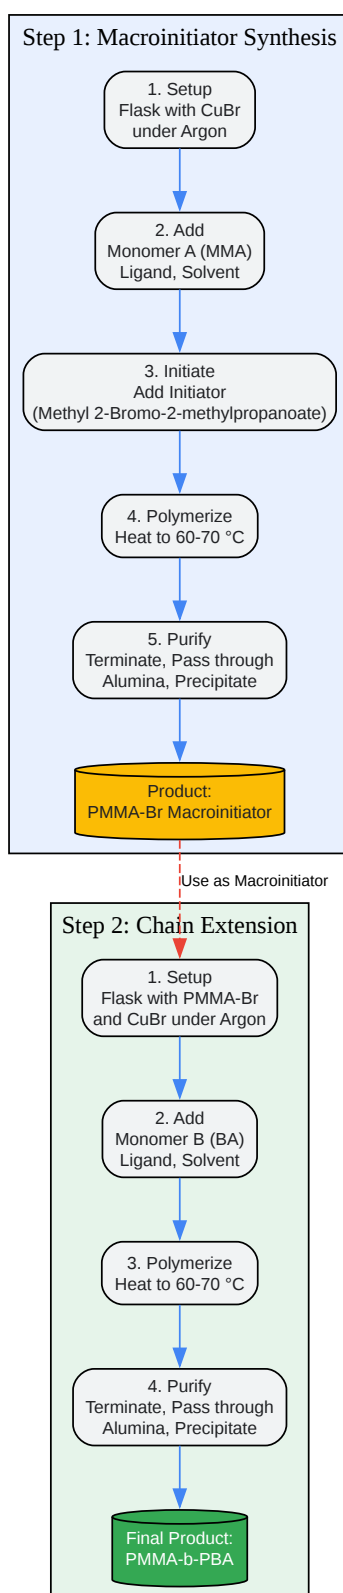 Step 1: Macroinitiator Synthesis
1. Setup
Flask with CuBr
under Argon
2. Add
Monomer A (MMA)
Ligand, Solvent
3. Initiate
Add Initiator
(Methyl 2-Bromo-2-methylpropanoate)
4. Polymerize
Heat to 60-70 °C
5. Purify
Terminate, Pass through
Alumina, Precipitate
Product:
PMMA-Br Macroinitiator
Use as Macroinitiator
Step 2: Chain Extension
1. Setup
Flask with PMMA-Br
and CuBr under Argon
2. Add
Monomer B (BA)
Ligand, Solvent
3. Polymerize
Heat to 60-70 °C
4. Purify
Terminate, Pass through
Alumina, Precipitate
Final Product:
PMMA-b-PBA